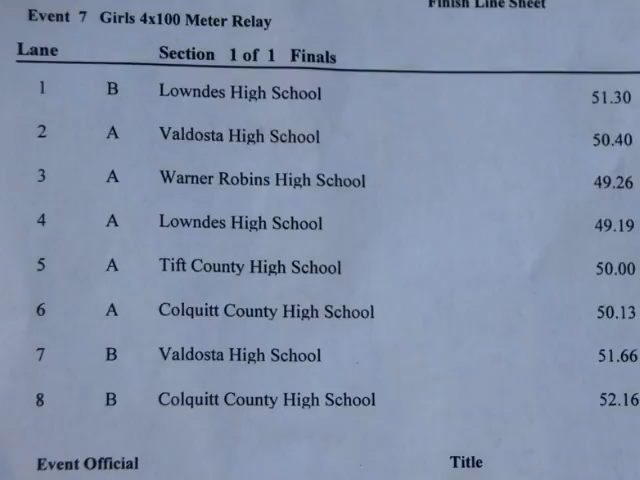 Finish Line Sheet
Event 7 Girls 4x100 Meter Relay
Lane Section 1 of 1 Finals
1 B Lowndes High School 51.30
2 A Valdosta High School 50.40
3 A Warner Robins High School 49.26
4 A Lowndes High School 49.19
5 A Tift County High School 50.00
6 A Colquitt County High School 50.13
7 B Valdosta High School 51.66
8 B Colquitt County High School 52.16
Event Official Title